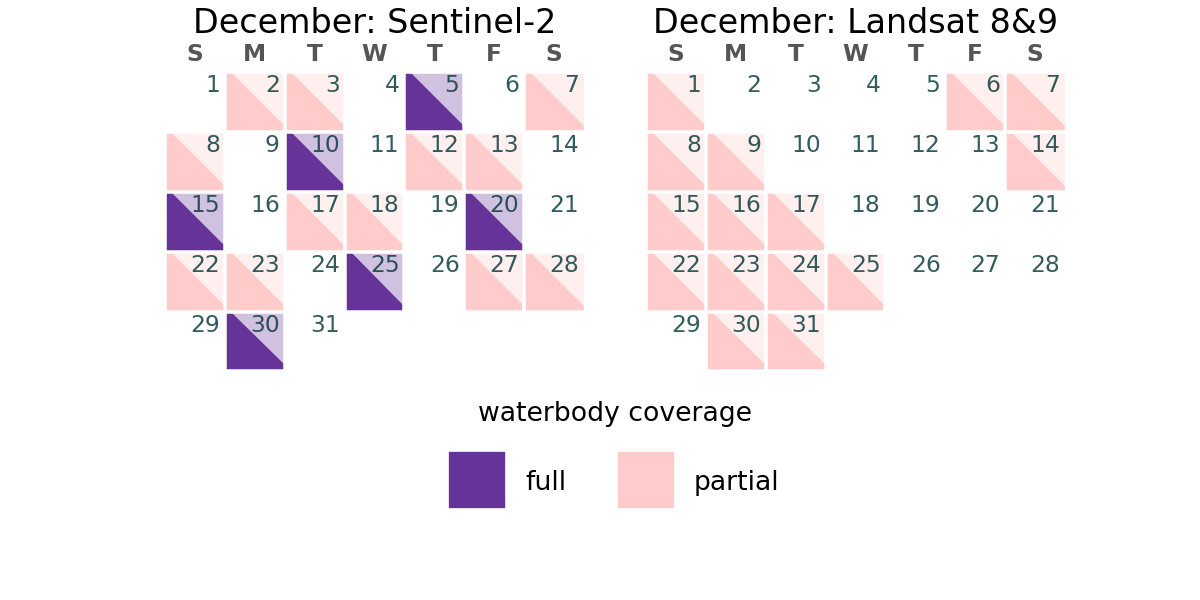 December: Sentinel-2
S M T W T F S
1 2 3 4 5 6 7
8 9 10 11 12 13 14
15 16 17 18 19 20 21
22 23 24 25 26 27 28
29 30 31
December: Landsat 8&9
S M T W T F S
1 2 3 4 5 6 7
8 9 10 11 12 13 14
15 16 17 18 19 20 21
22 23 24 25 26 27 28
29 30 31
waterbody coverage
full partial